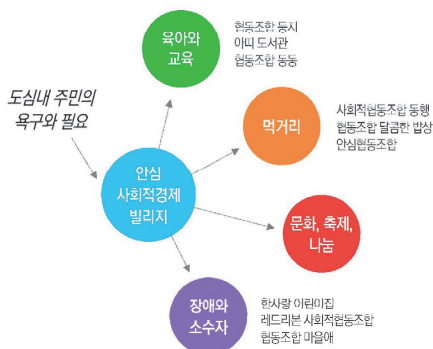 육아와
교육
협동조합 둥지
아띠 도서관
협동조합 동동
도심내 주민의
욕구와 필요
먹거리
사회적협동조합 동행
협동조합 달콤한 밥상
안심협동조합
안심
사회적경제
빌리지
문화, 축제,
나눔
장애와
소수자
한사랑 어린이집
레드리본 사회적협동조합
협동조합 마을애